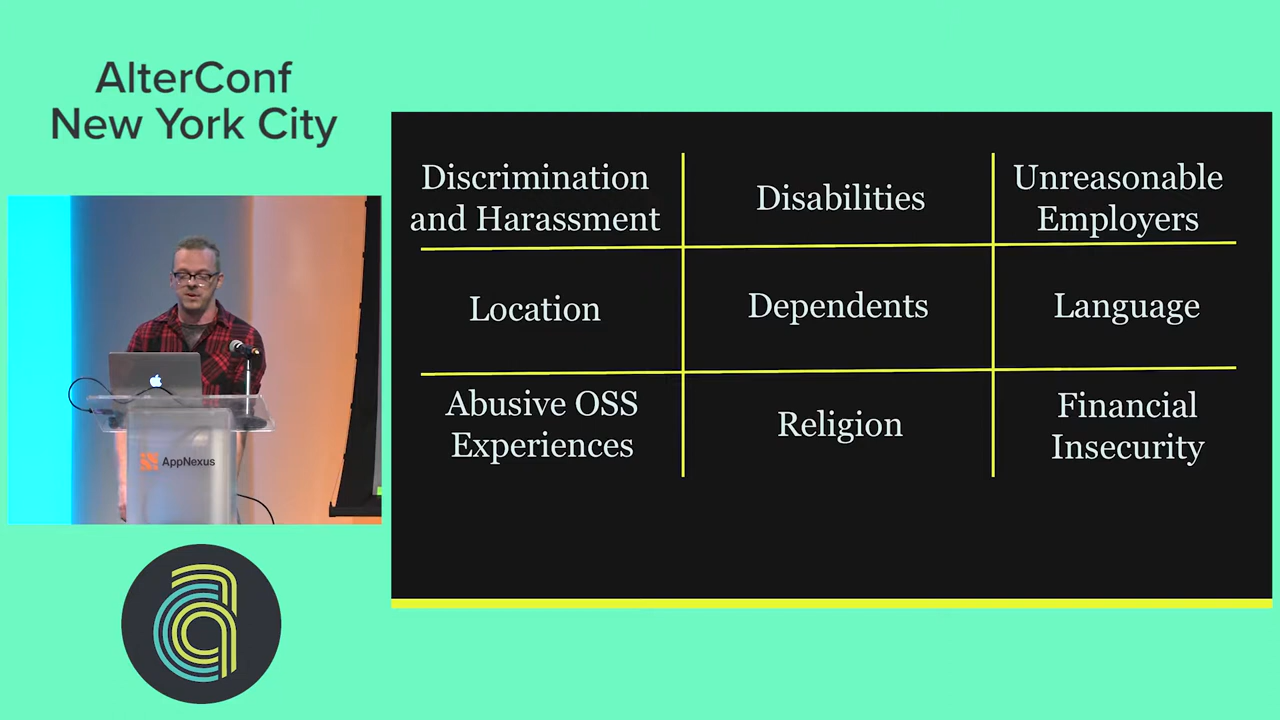 AlterConf
New York City
Discrimination
and Harassment
Disabilities
Unreasonable
Employers
Location
Dependents
Language
Abusive OSS
Experiences
Religion
Financial
Insecurity
AppNexus